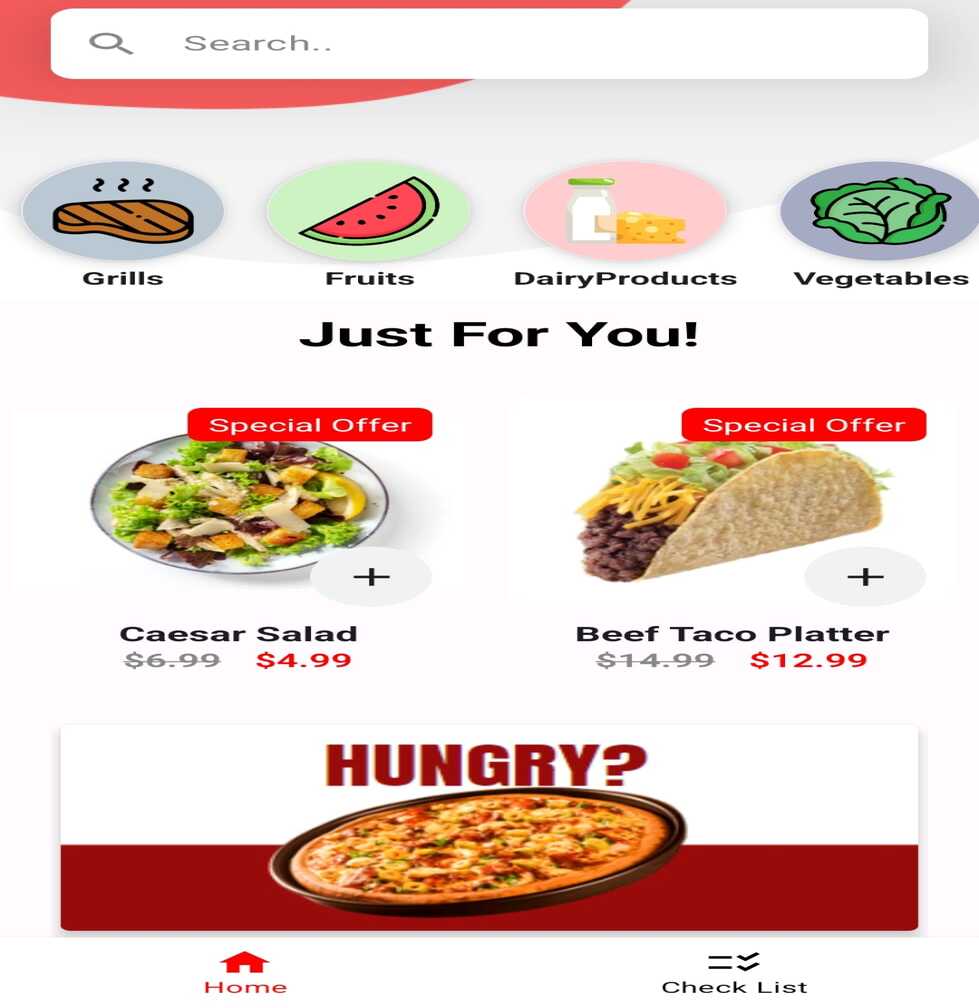 Search..
Grills
Fruits
DairyProducts
Vegetables
Just For You!
Special Offer
Special Offer
Caesar Salad
$6.99 $4.99
Beef Taco Platter
$14.99 $12.99
HUNGRY?
Home
Check List